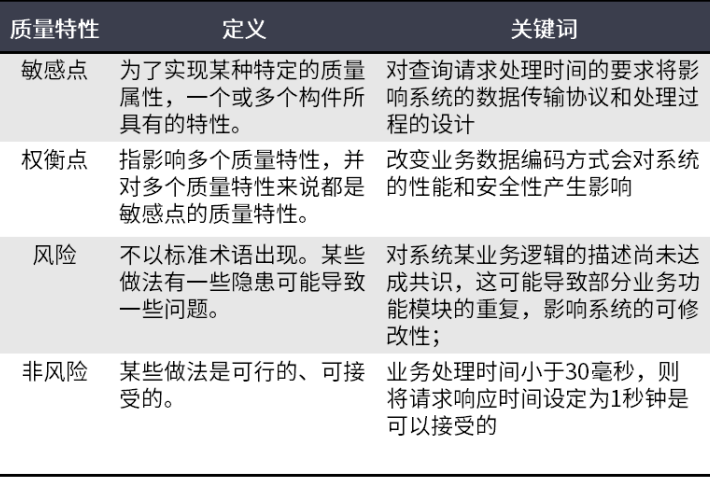 质量特性 定义 关键词
敏感点 为了实现某种特定的质量 对查询请求处理时间的要求将影
属性，一个或多个构件所 响系统的数据传输协议和处理过
具有的特性。 程的设计
权衡点 指影响多个质量特性，并 改变业务数据编码方式会对系统
对多个质量特性来说都是 的性能和安全性产生影响
敏感点的质量特性。
风险 不以标准术语出现。某些 对系统某业务逻辑的描述尚未达
做法有一些隐患可能导致 成共识，这可能导致部分业务功
一些问题。 能模块的重复，影响系统的可修
改性；
非风险 某些做法是可行的、可接 业务处理时间小于30毫秒，则
受的。 将请求响应时间设定为1秒钟是
可以接受的